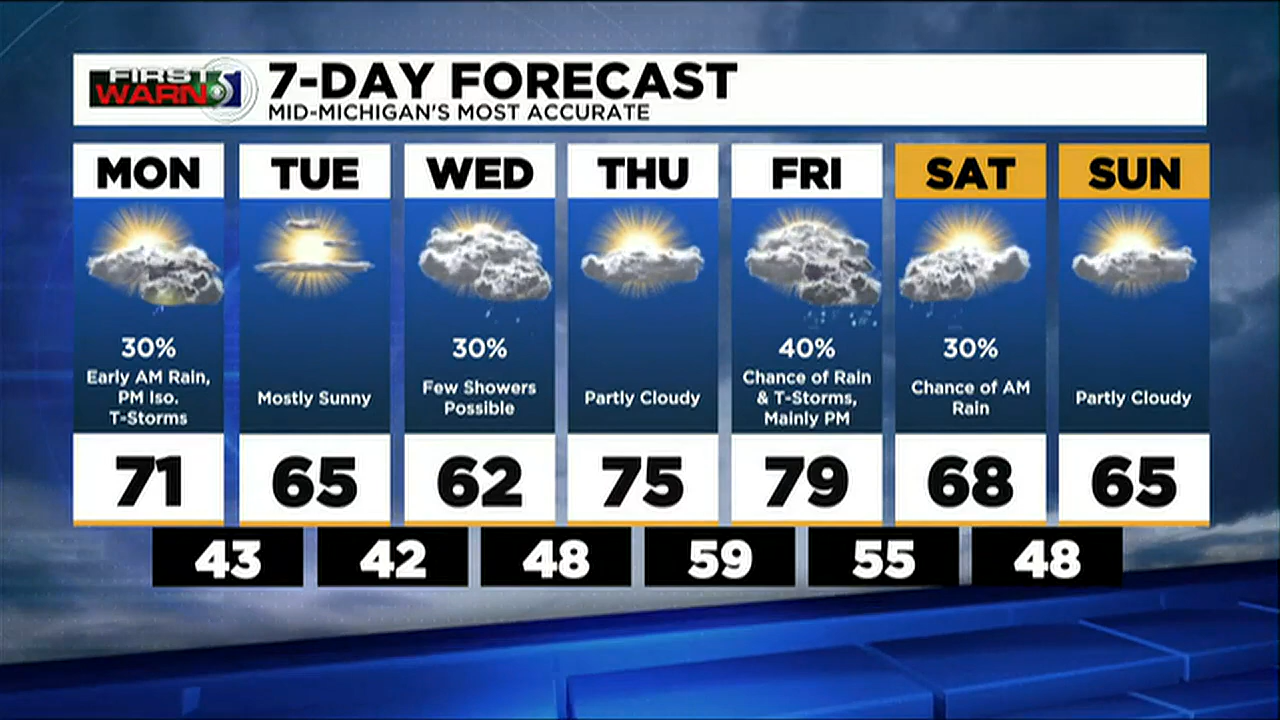 FIRST
WARN 5
7-DAY FORECAST
MID-MICHIGAN'S MOST ACCURATE
MON
TUE
WED
THU
FRI
SAT
SUN
30%
30%
40%
30%
Early AM Rain,
PM Iso.
T-Storms
Mostly Sunny
Few Showers
Possible
Partly Cloudy
Chance of Rain
& T-Storms,
Mainly PM
Chance of AM
Rain
Partly Cloudy
71
65
62
75
79
68
65
43
42
48
59
55
48